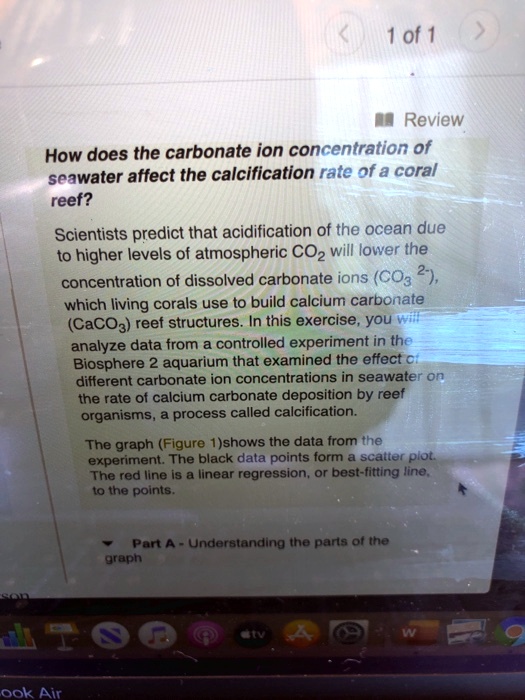 1 of 1
Review
How does the carbonate ion concentration of
seawater affect the calcification rate of a coral
reef?
Scientists predict that acidification of the ocean due
to higher levels of atmospheric CO₂ will lower the
concentration of dissolved carbonate ions (CO₃ ²⁻),
which living corals use to build calcium carbonate
(CaCO₃) reef structures. In this exercise, you will
analyze data from a controlled experiment in the
Biosphere 2 aquarium that examined the effect of
different carbonate ion concentrations in seawater on
the rate of calcium carbonate deposition by reef
organisms, a process called calcification.
The graph (Figure 1)shows the data from the
experiment. The black data points form a scatter plot.
The red line is a linear regression, or best-fitting line,
to the points.
Part A - Understanding the parts of the
graph
son
tv
W
ook Air